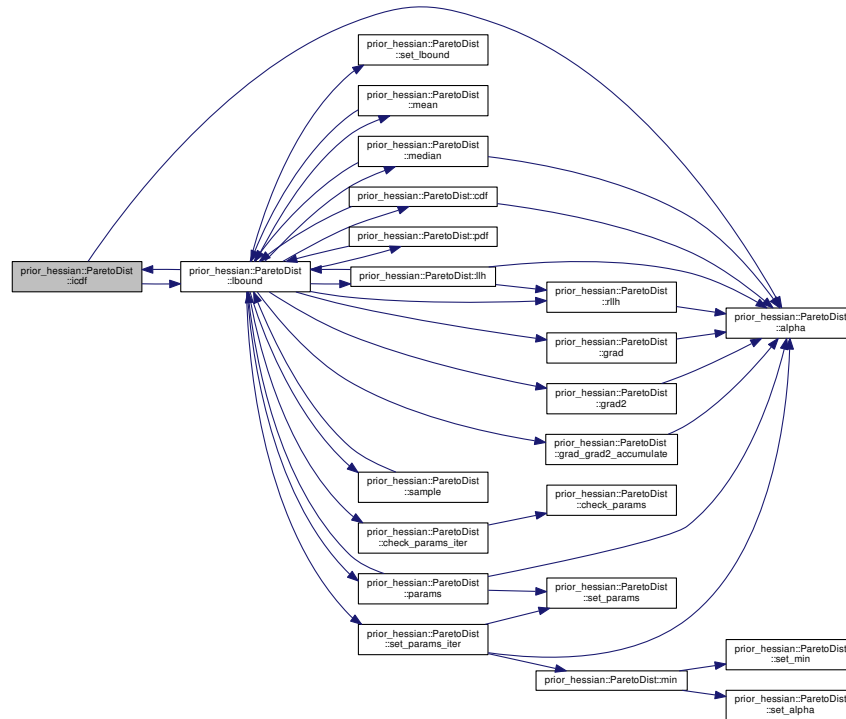 prior_hessian::ParetoDist
::set_lbound
prior_hessian::ParetoDist
::mean
prior_hessian::ParetoDist
::median
prior_hessian::ParetoDist::cdf
prior_hessian::ParetoDist::pdf
prior_hessian::ParetoDist
::icdf
prior_hessian::ParetoDist
::lbound
prior_hessian::ParetoDist::llh
prior_hessian::ParetoDist
::rllh
prior_hessian::ParetoDist
::alpha
prior_hessian::ParetoDist
::grad
prior_hessian::ParetoDist
::grad2
prior_hessian::ParetoDist
::grad_grad2_accumulate
prior_hessian::ParetoDist
::sample
prior_hessian::ParetoDist
::check_params
prior_hessian::ParetoDist
::check_params_iter
prior_hessian::ParetoDist
::params
prior_hessian::ParetoDist
::set_params
prior_hessian::ParetoDist
::set_params_iter
prior_hessian::ParetoDist
::set_min
prior_hessian::ParetoDist::min
prior_hessian::ParetoDist
::set_alpha